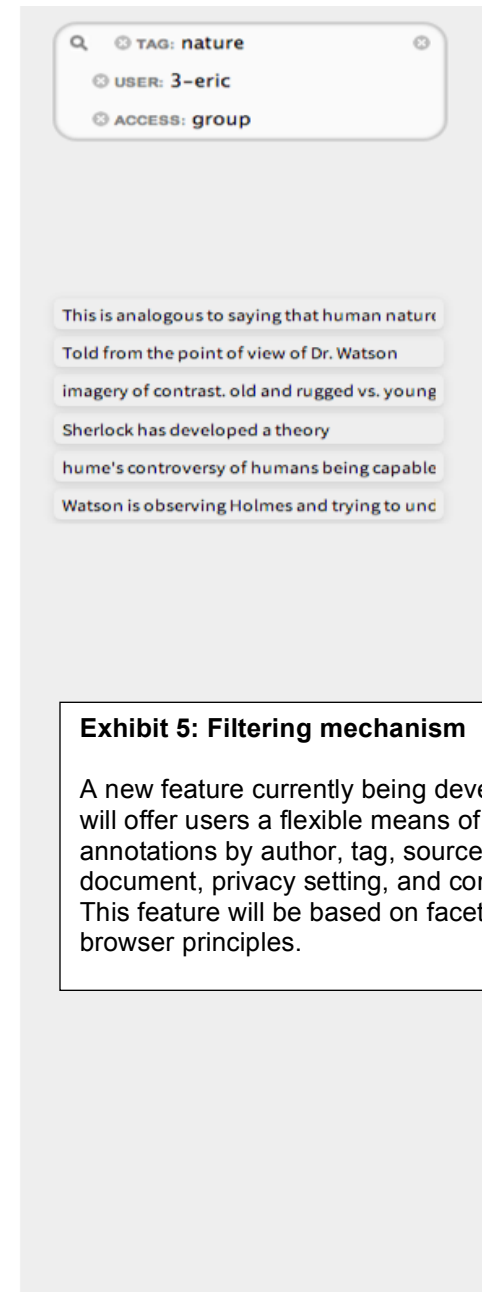 TAG: nature
USER: 3-eric
ACCESS: group
This is analogous to saying that human nature
Told from the point of view of Dr. Watson
imagery of contrast. old and rugged vs. young
Sherlock has developed a theory
hume's controversy of humans being capable
Watson is observing Holmes and trying to
Exhibit 5: Filtering mechanism
A new feature currently being
will offer users a flexible means of
annotations by author, tag, source
document, privacy setting, and
This feature will be based on
browser principles.